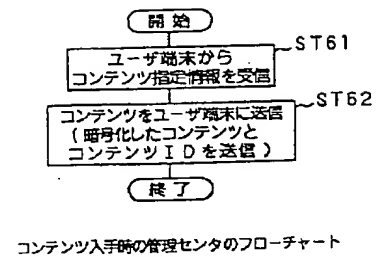 開始
ST61
ユーザ端末から
コンテンツ指定情報を受信
ST62
コンテンツをユーザ端末に送信
(暗号化したコンテンツと
コンテンツIDを送信)
終了
コンテンツ入手時の管理センタのフローチャート